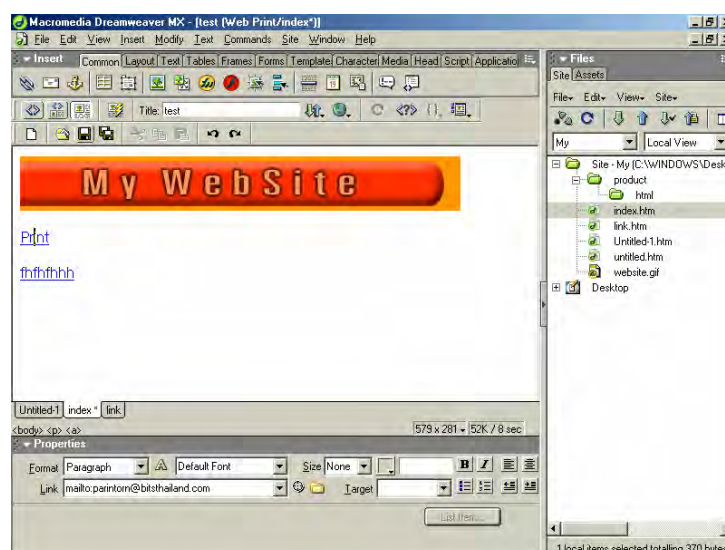 Macromedia Dreamweaver MX - [test (Web Print/index*)]
File Edit View Insert Modify Text Commands Site Window Help
Insert Common Layout Text Tables Frames Forms Template Character Media Head Script Applicatio
Title: test
My WebSite
Print
fhfhfhhh
Untitled-1 index* link
<body> <p> <a> 579 x 281 52K / 8 sec
Properties
Format Paragraph Default Font Size None B I
Link mailto:parintorn@bitsthailand.com Target
List Item...
Files
Site Assets
File Edit View Site
My Local View
Site - My (C:\WINDOWS\Desk
product
html
index.htm
link.htm
Untitled-1.htm
untitled.htm
website.gif
Desktop
1 local items selected totalling 370 bytes